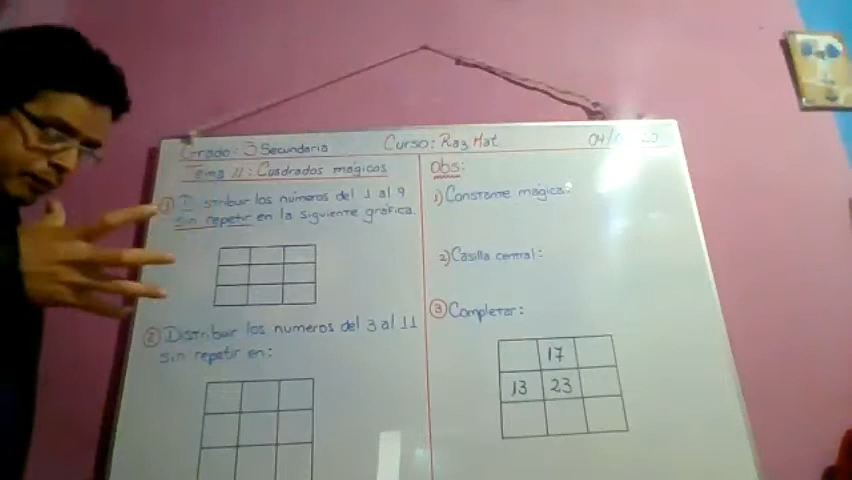 Grado: 3 Secundaria
Curso: Raz Mat
04/
Tema 11: Cuadrados mágicos
① Distribuir los números del 1 al 9
sin repetir en la siguiente gráfica.
② Distribuir los numeros del 3 al 11
sin repetir en:
Obs:
1) Constante mágica:
2) Casilla central:
③ Completar:
17
13 23